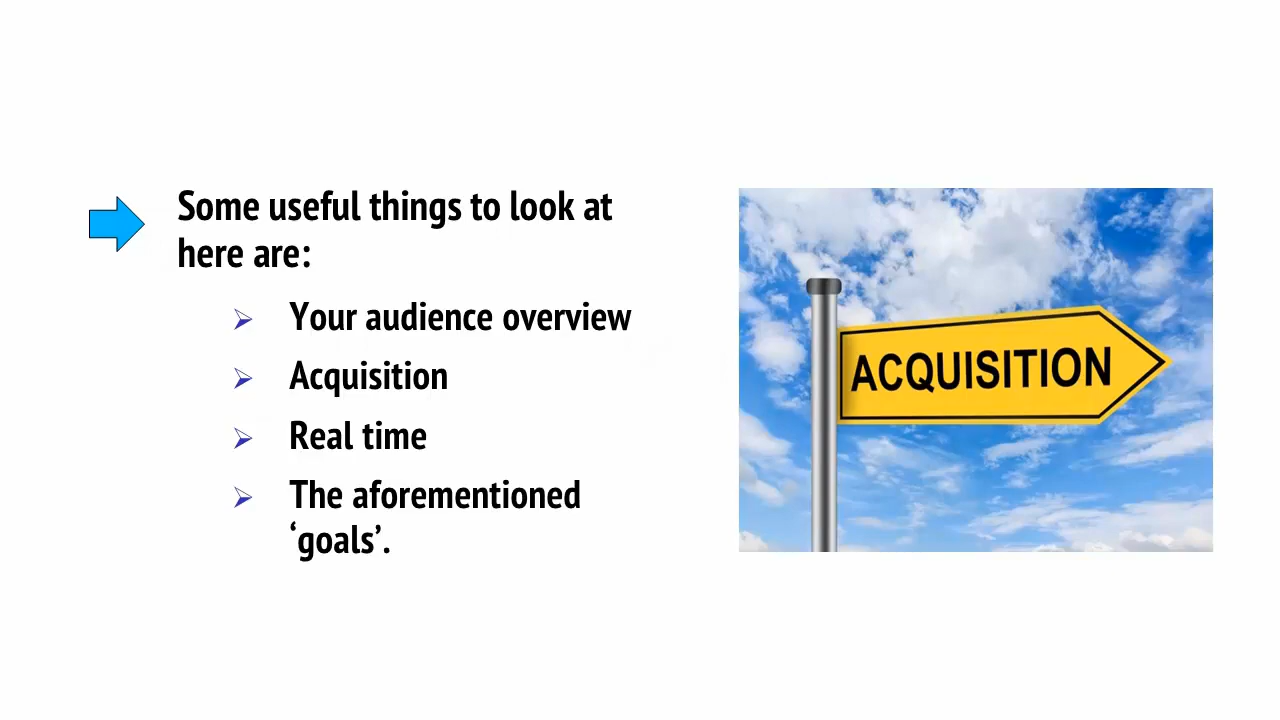 Some useful things to look at
here are:
Your audience overview
Acquisition
Real time
The aforementioned
‘goals’.
ACQUISITION